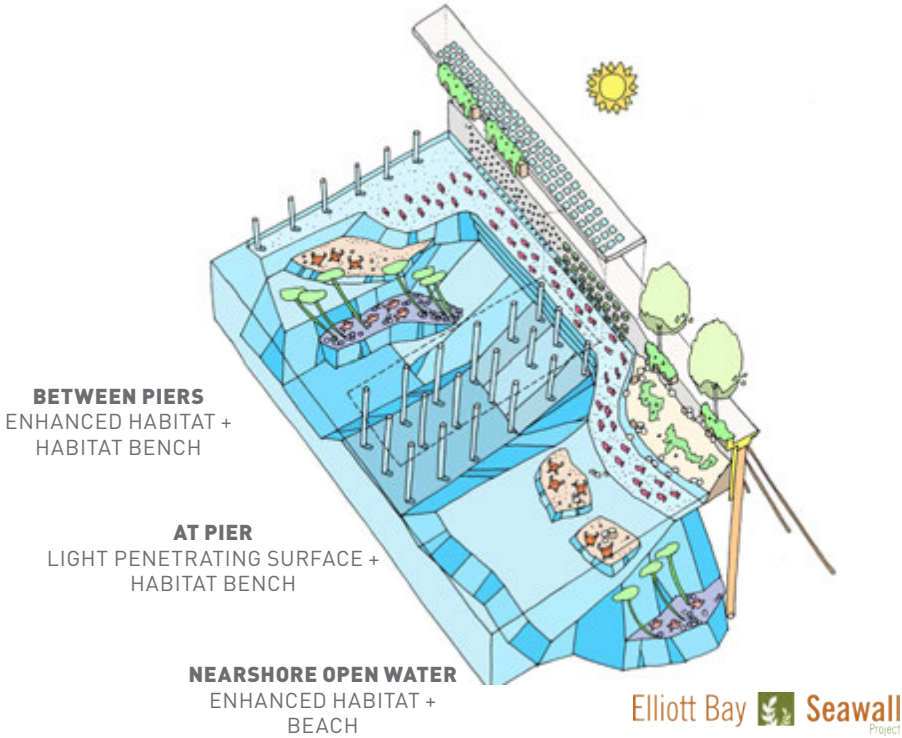 BETWEEN PIERS
ENHANCED HABITAT +
HABITAT BENCH
AT PIER
LIGHT PENETRATING SURFACE +
HABITAT BENCH
NEARSHORE OPEN WATER
ENHANCED HABITAT +
BEACH
Elliott Bay Seawall
Project